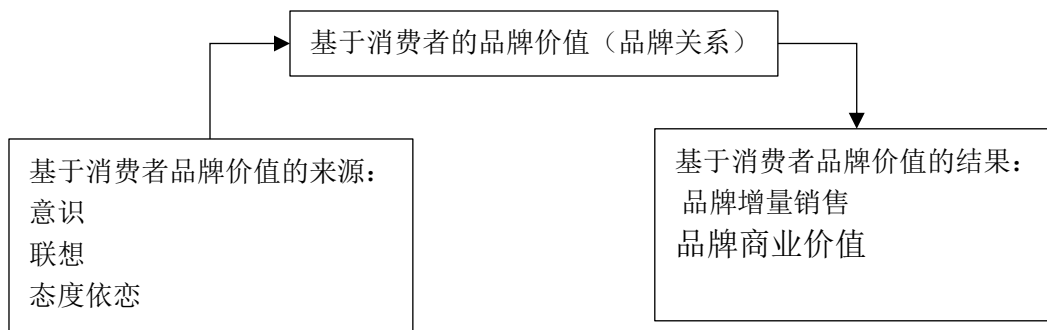 基于消费者的品牌价值（品牌关系）
基于消费者品牌价值的来源：
意识
联想
态度依恋
基于消费者品牌价值的结果：
品牌增量销售
品牌商业价值